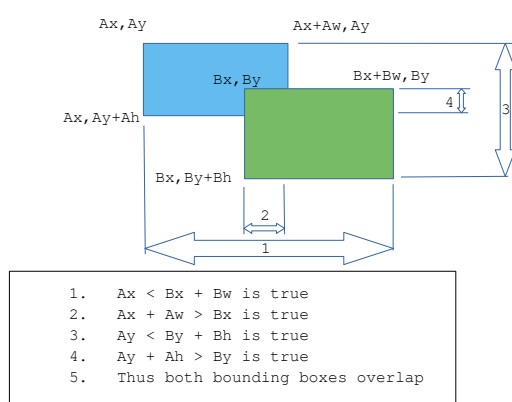 Ax,Ay
Ax+Aw,Ay
Bx,By
Bx+Bw,By
4
3
Ax,Ay+Ah
Bx,By+Bh
2
1
1. Ax < Bx + Bw is true
2. Ax + Aw > Bx is true
3. Ay < By + Bh is true
4. Ay + Ah > By is true
5. Thus both bounding boxes overlap